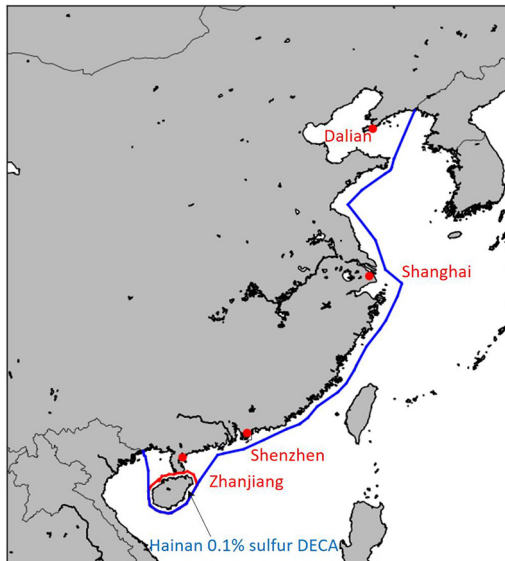 Dalian
Shanghai
Shenzhen
Zhanjiang
Hainan 0.1% sulfur DECA